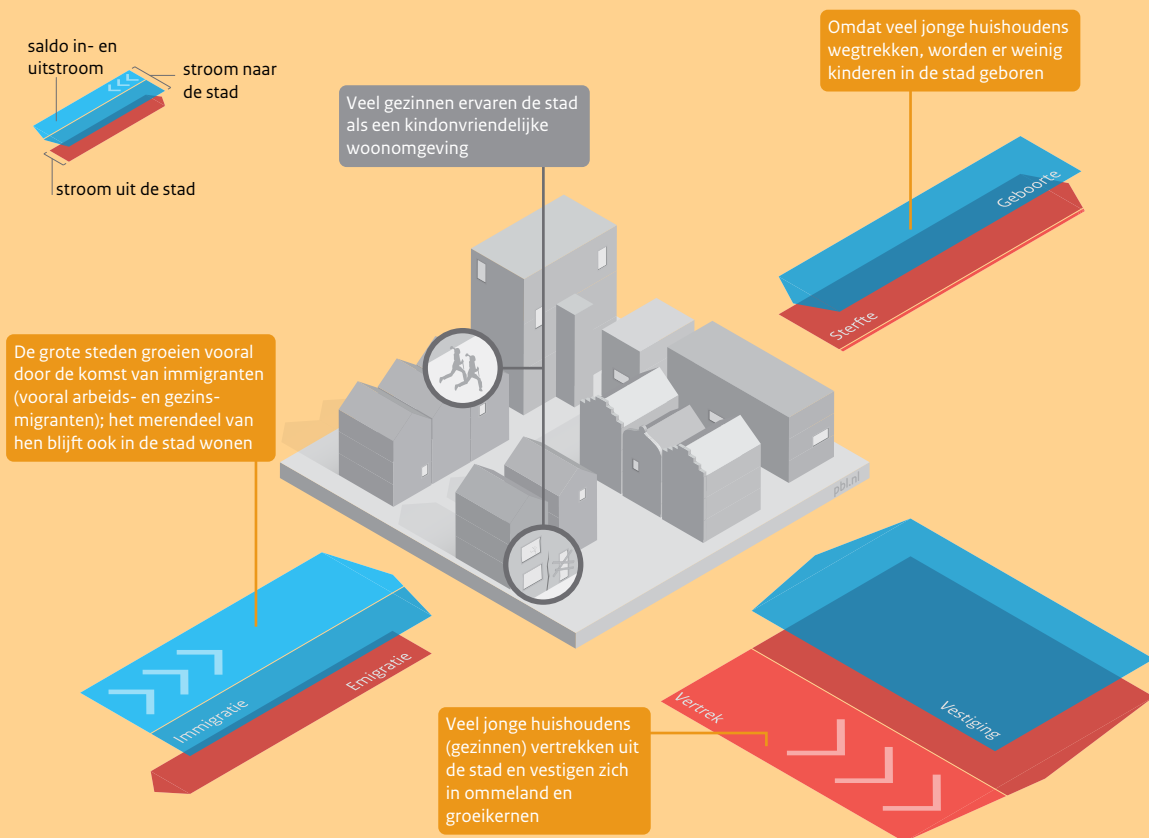 saldo in- en
uitstroom
stroom naar
de stad
stroom uit de stad
Veel gezinnen ervaren de stad
als een kindonvriendelijke
woonomgeving
Omdat veel jonge huishoudens
wegtrekken, worden er weinig
kinderen in de stad geboren
Geboorte
Sterfte
De grote steden groeien vooral
door de komst van immigranten
(vooral arbeids- en gezins-
migranten); het merendeel van
hen blijft ook in de stad wonen
pbl.nl
Immigratie
Emigratie
Veel jonge huishoudens
(gezinnen) vertrekken uit
de stad en vestigen zich
in ommeland en
groeikernen
Vertrek
Vestiging